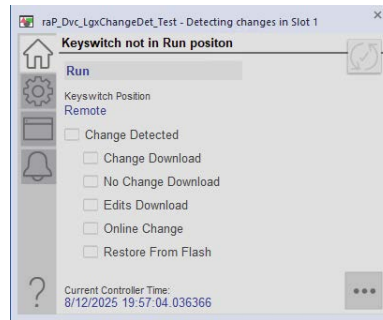 raP_Dvc_LgxChangeDet_Test - Detecting changes in Slot 1
Keyswitch not in Run positon
Run
Keyswitch Position
Remote
Change Detected
Change Download
No Change Download
Edits Download
Online Change
Restore From Flash
Current Controller Time:
8/12/2025 19:57:04.036366